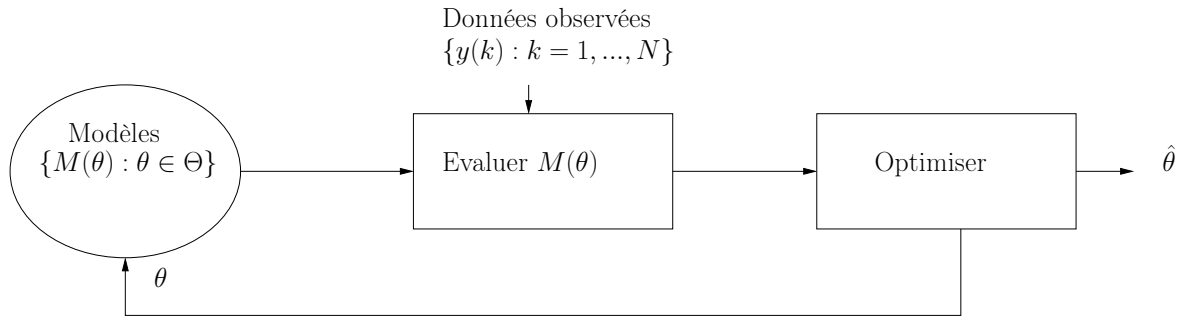 Données observées
{y(k) : k = 1, ..., N}
Modèles
{M(θ) : θ ∈ Θ}
Evaluer M(θ)
Optimiser
θ̂
θ